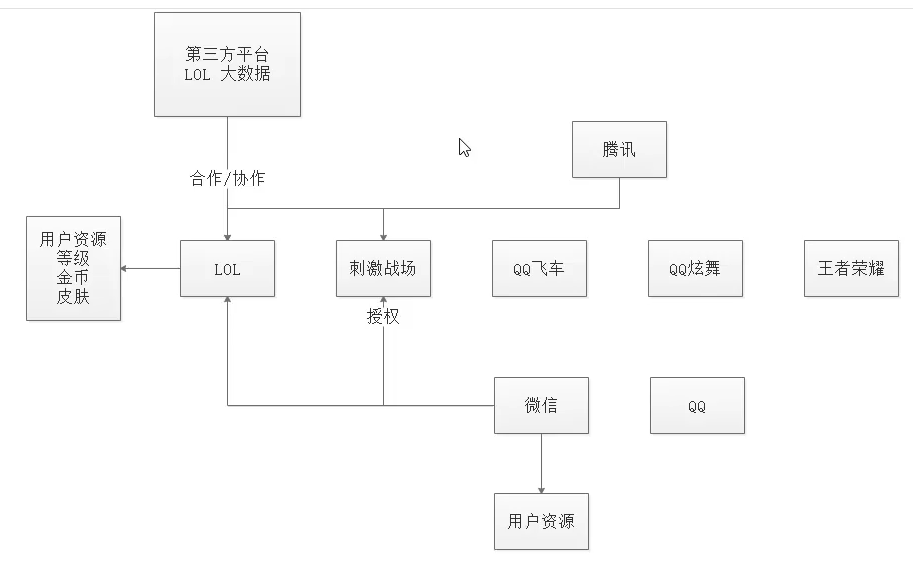 第三方平台
LOL 大数据
腾讯
合作/协作
用户资源
等级
金币
皮肤
LOL
刺激战场
QQ飞车
QQ炫舞
王者荣耀
授权
微信
QQ
用户资源